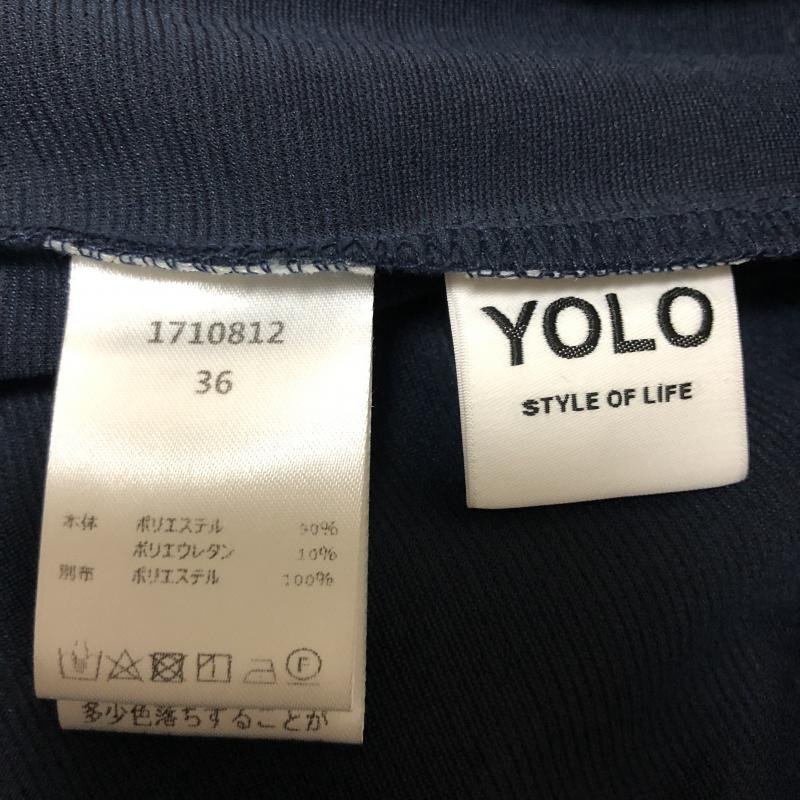 1710812
36
本体 ポリエステル 90%
ポリエウレタン 10%
別布 ポリエステル 100%
F
多少色落ちすることが
YOLO
STYLE OF LIFE